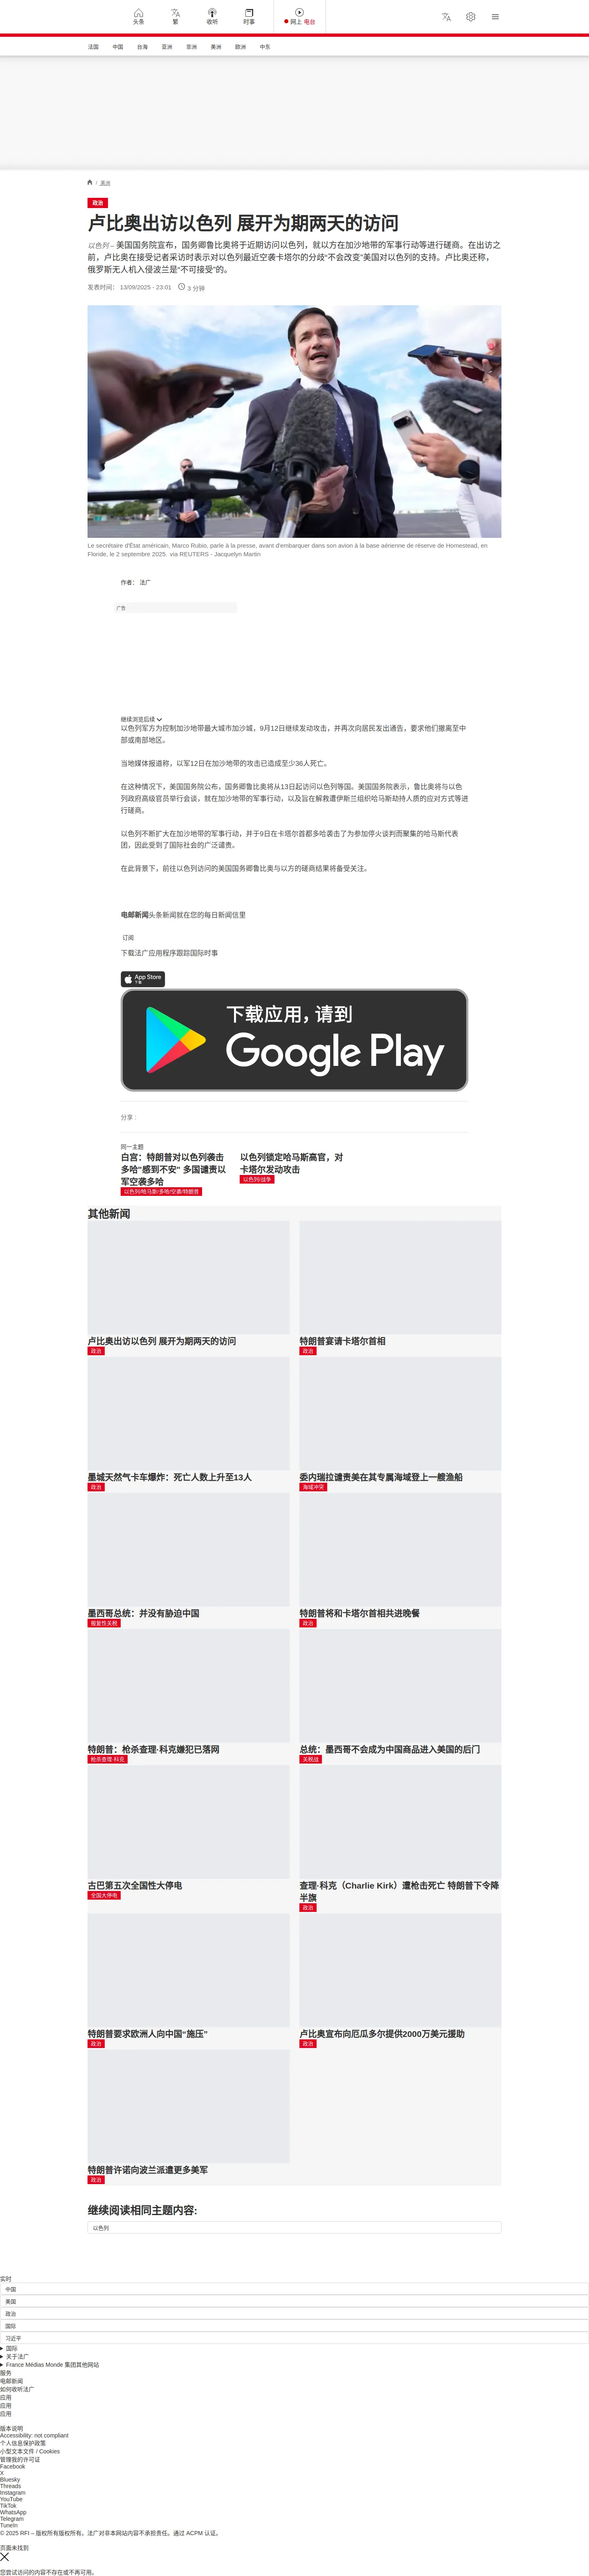 头条
繁
收听
时事
网上 电台
法国
中国
台海
亚洲
非洲
美洲
欧洲
中东
/ 美洲
政治
卢比奥出访以色列 展开为期两天的访问
以色列 – 美国国务院宣布，国务卿鲁比奥将于近期访问以色列，就以方在加沙地带的军事行动等进行磋商。在出访之
前，卢比奥在接受记者采访时表示对以色列最近空袭卡塔尔的分歧“不会改变”美国对以色列的支持。卢比奥还称，
俄罗斯无人机入侵波兰是“不可接受”的。
发表时间： 13/09/2025 - 23:01
3 分钟
Le secrétaire d'État américain, Marco Rubio, parle à la presse, avant d'embarquer dans son avion à la base aérienne de réserve de Homestead, en
Floride, le 2 septembre 2025. via REUTERS - Jacquelyn Martin
作者： 法广
广告
继续浏览后续
以色列军方为控制加沙地带最大城市加沙城，9月12日继续发动攻击，并再次向居民发出通告，要求他们撤离至中
部或南部地区。
当地媒体报道称，以军12日在加沙地带的攻击已造成至少36人死亡。
在这种情况下，美国国务院公布，国务卿鲁比奥将从13日起访问以色列等国。美国国务院表示，鲁比奥将与以色
列政府高级官员举行会谈，就在加沙地带的军事行动，以及旨在解救遭伊斯兰组织哈马斯劫持人质的应对方式等进
行磋商。
以色列不断扩大在加沙地带的军事行动，并于9日在卡塔尔首都多哈袭击了为参加停火谈判而聚集的哈马斯代表
团，因此受到了国际社会的广泛谴责。
在此背景下，前往以色列访问的美国国务卿鲁比奥与以方的磋商结果将备受关注。
电邮新闻头条新闻就在您的每日新闻信里
订阅
下载法广应用程序跟踪国际时事
App Store
下载
下载应用，请到
Google Play
分享 :
同一主题
白宫：特朗普对以色列袭击
多哈"感到不安" 多国谴责以
军空袭多哈
以色列/哈马斯/多哈/空袭/特朗普
以色列锁定哈马斯高官，对
卡塔尔发动攻击
以色列/战争
其他新闻
卢比奥出访以色列 展开为期两天的访问
政治
特朗普宴请卡塔尔首相
政治
墨城天然气卡车爆炸：死亡人数上升至13人
政治
委内瑞拉谴责美在其专属海域登上一艘渔船
海域冲突
墨西哥总统：并没有胁迫中国
报复性关税
特朗普将和卡塔尔首相共进晚餐
政治
特朗普：枪杀查理·科克嫌犯已落网
枪杀查理·科克
总统：墨西哥不会成为中国商品进入美国的后门
关税战
古巴第五次全国性大停电
全国大停电
查理·科克（Charlie Kirk）遭枪击死亡 特朗普下令降
半旗
政治
特朗普要求欧洲人向中国“施压”
政治
卢比奥宣布向厄瓜多尔提供2000万美元援助
政治
特朗普许诺向波兰派遣更多美军
政治
继续阅读相同主题内容:
以色列
实时
中国
美国
政治
国际
习近平
国际
关于法广
France Médias Monde 集团其他网站
服务
电邮新闻
如何收听法广
应用
应用
应用
版本说明
Accessibility: not compliant
个人信息保护政策
小型文本文件 / Cookies
管理我的许可证
Facebook
X
Bluesky
Threads
Instagram
YouTube
TikTok
WhatsApp
Telegram
TuneIn
© 2025 RFI – 版权所有版权所有。法广对非本网站内容不承担责任。通过 ACPM 认证。
页面未找到
您尝试访问的内容不存在或不再可用。